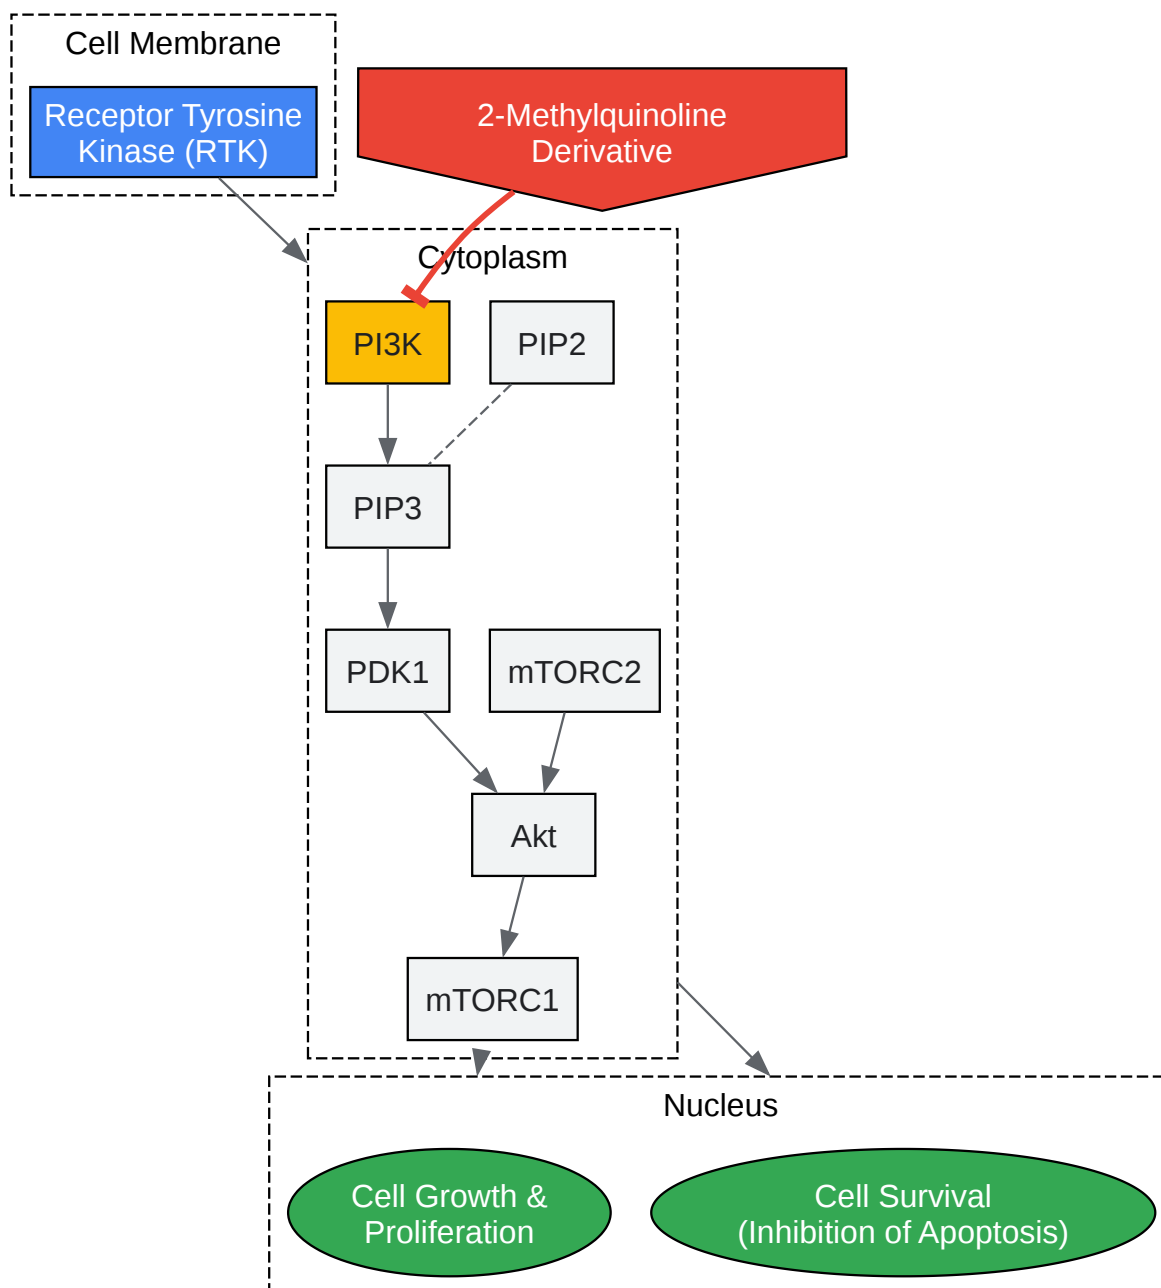 Cell Membrane
Receptor Tyrosine
Kinase (RTK)
2-Methylquinoline
Derivative
Cytoplasm
PI3K
PIP2
PIP3
PDK1
mTORC2
Akt
mTORC1
Nucleus
Cell Growth &
Proliferation
Cell Survival
(Inhibition of Apoptosis)